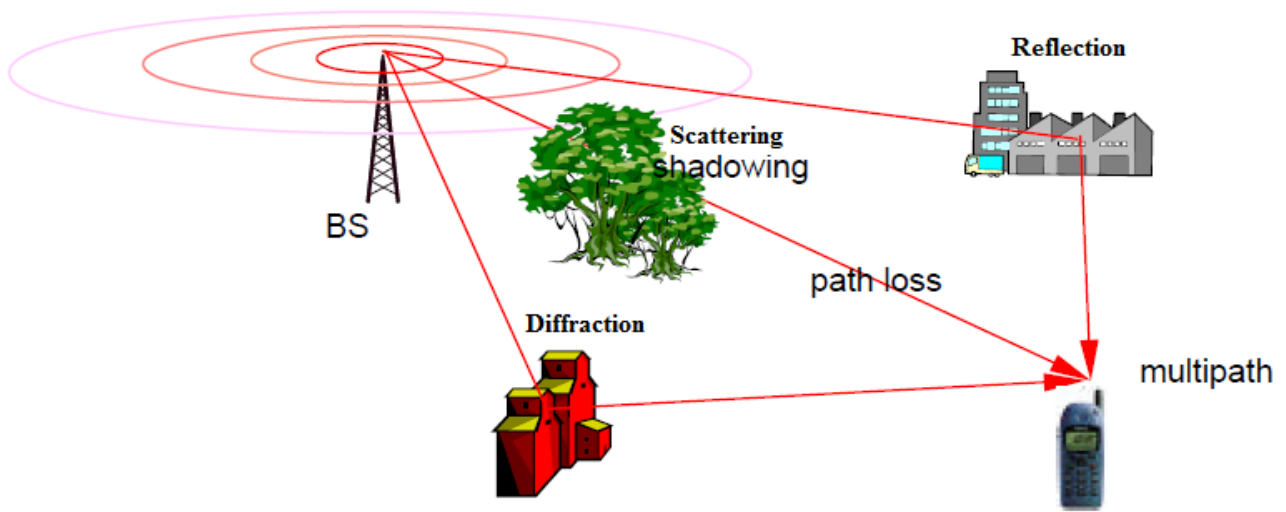 Reflection
Scattering
shadowing
BS
path loss
Diffraction
multipath